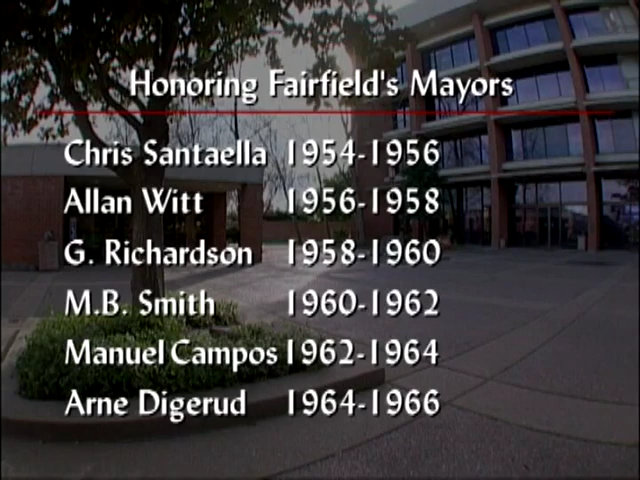 Honoring Fairfield's Mayors
Chris Santaella 1954-1956
Allan Witt 1956-1958
G. Richardson 1958-1960
M.B. Smith 1960-1962
Manuel Campos 1962-1964
Arne Digerud 1964-1966